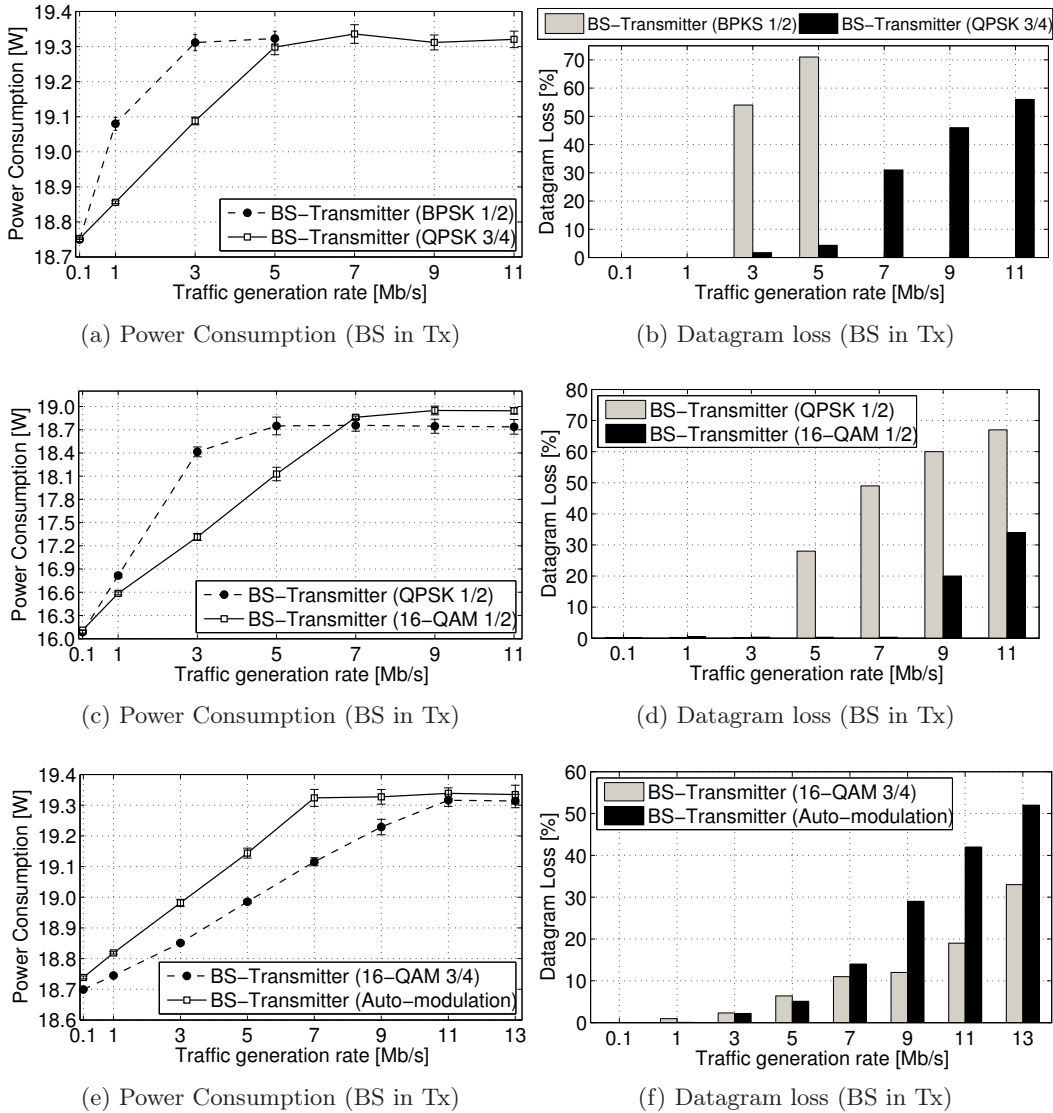 Power Consumption [W]
19.4
19.3
19.2
19.1
19.0
18.9
18.8
18.7
BS-Transmitter (BPSK 1/2)
BS-Transmitter (QPSK 3/4)
0.1 1 3 5 7 9 11
Traffic generation rate [Mb/s]
(a) Power Consumption (BS in Tx)
BS-Transmitter (BPKS 1/2) BS-Transmitter (QPSK 3/4)
Datagram Loss [%]
70
60
50
40
30
20
10
0
0.1 1 3 5 7 9 11
Traffic generation rate [Mb/s]
(b) Datagram loss (BS in Tx)
Power Consumption [W]
19.0
18.7
18.1
17.8
17.5
17.2
16.9
16.6
16.3
16.0
BS-Transmitter (QPSK 1/2)
BS-Transmitter (16-QAM 1/2)
0.1 1 3 5 7 9 11
Traffic generation rate [Mb/s]
(c) Power Consumption (BS in Tx)
Datagram Loss [%]
80
70
60
50
40
30
20
10
0
BS-Transmitter (QPSK 1/2)
BS-Transmitter (16-QAM 1/2)
0.1 1 3 5 7 9 11
Traffic generation rate [Mb/s]
(d) Datagram loss (BS in Tx)
Power Consumption [W]
19.4
19.3
19.2
19.1
19.0
18.9
18.8
18.7
18.6
BS-Transmitter (16-QAM 3/4)
BS-Transmitter (Auto-modulation)
0.1 1 3 5 7 9 11 13
Traffic generation rate [Mb/s]
(e) Power Consumption (BS in Tx)
Datagram Loss [%]
60
50
40
30
20
10
0
BS-Transmitter (16-QAM 3/4)
BS-Transmitter (Auto-modulation)
0.1 1 3 5 7 9 11 13
Traffic generation rate [Mb/s]
(f) Datagram loss (BS in Tx)